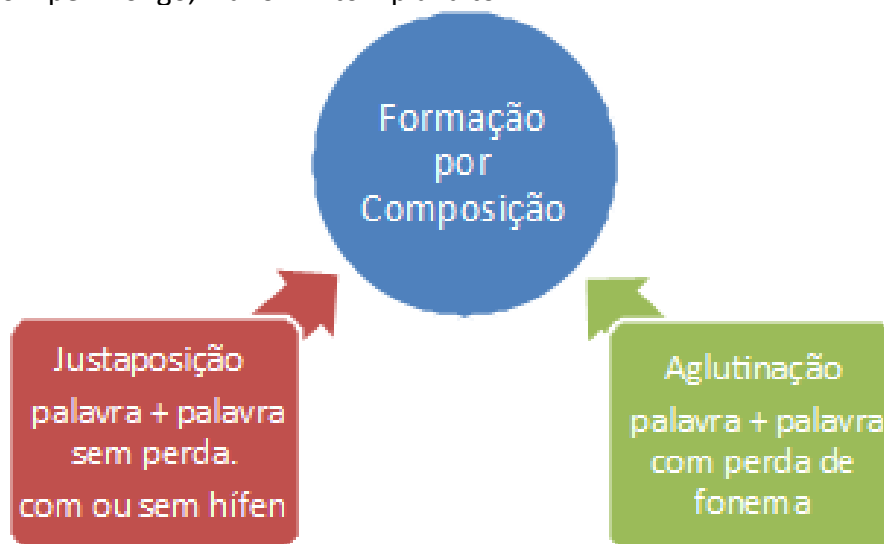 Formação
por
Composição
Justaposição
palavra + palavra
sem perda.
com ou sem hífen
Aglutinação
palavra + palavra
com perda de
fonema